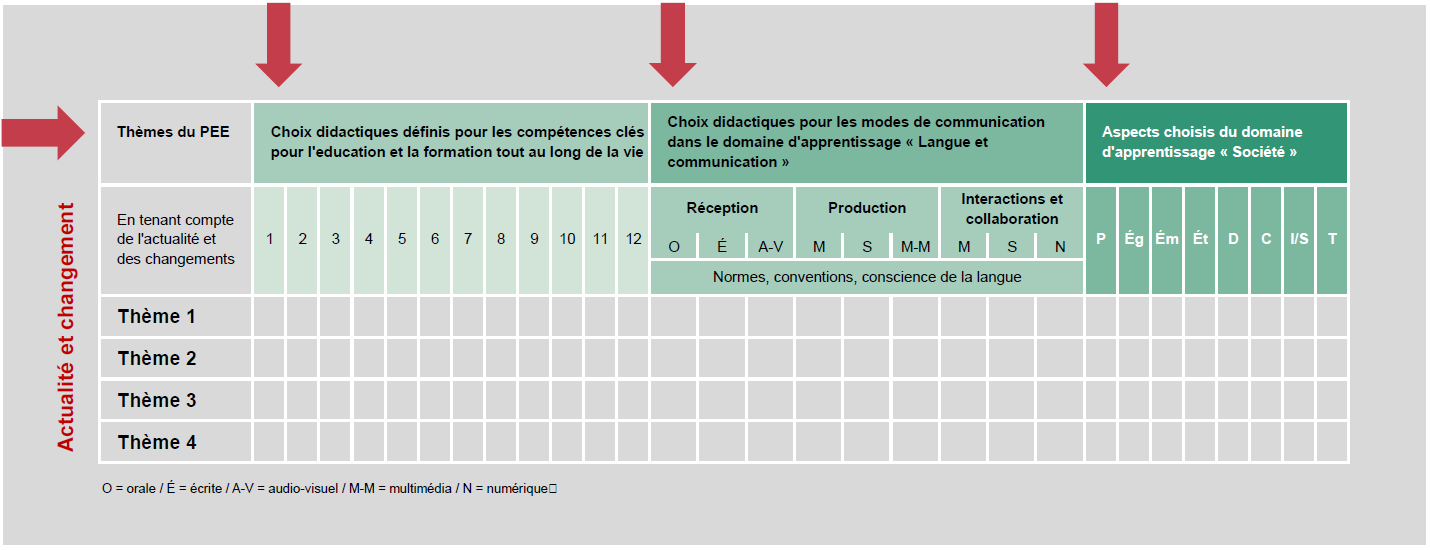 Thèmes du PEE
Choix didactiques définis pour les compétences clés
pour l'education et la formation tout au long de la vie
Choix didactiques pour les modes de communication
dans le domaine d'apprentissage « Langue et
communication »
Aspects choisis du domaine
d'apprentissage « Société »
En tenant compte
de l'actualité et
des changements
1 2 3 4 5 6 7 8 9 10 11 12
Réception
Production
Interactions et
collaboration
O É A-V M S M-M M S N
Normes, conventions, conscience de la langue
P Ég Ém Ét D C I/S T
Actualité et changement
Thème 1
Thème 2
Thème 3
Thème 4
O = orale / É = écrite / A-V = audio-visuel / M-M = multimédia / N = numérique